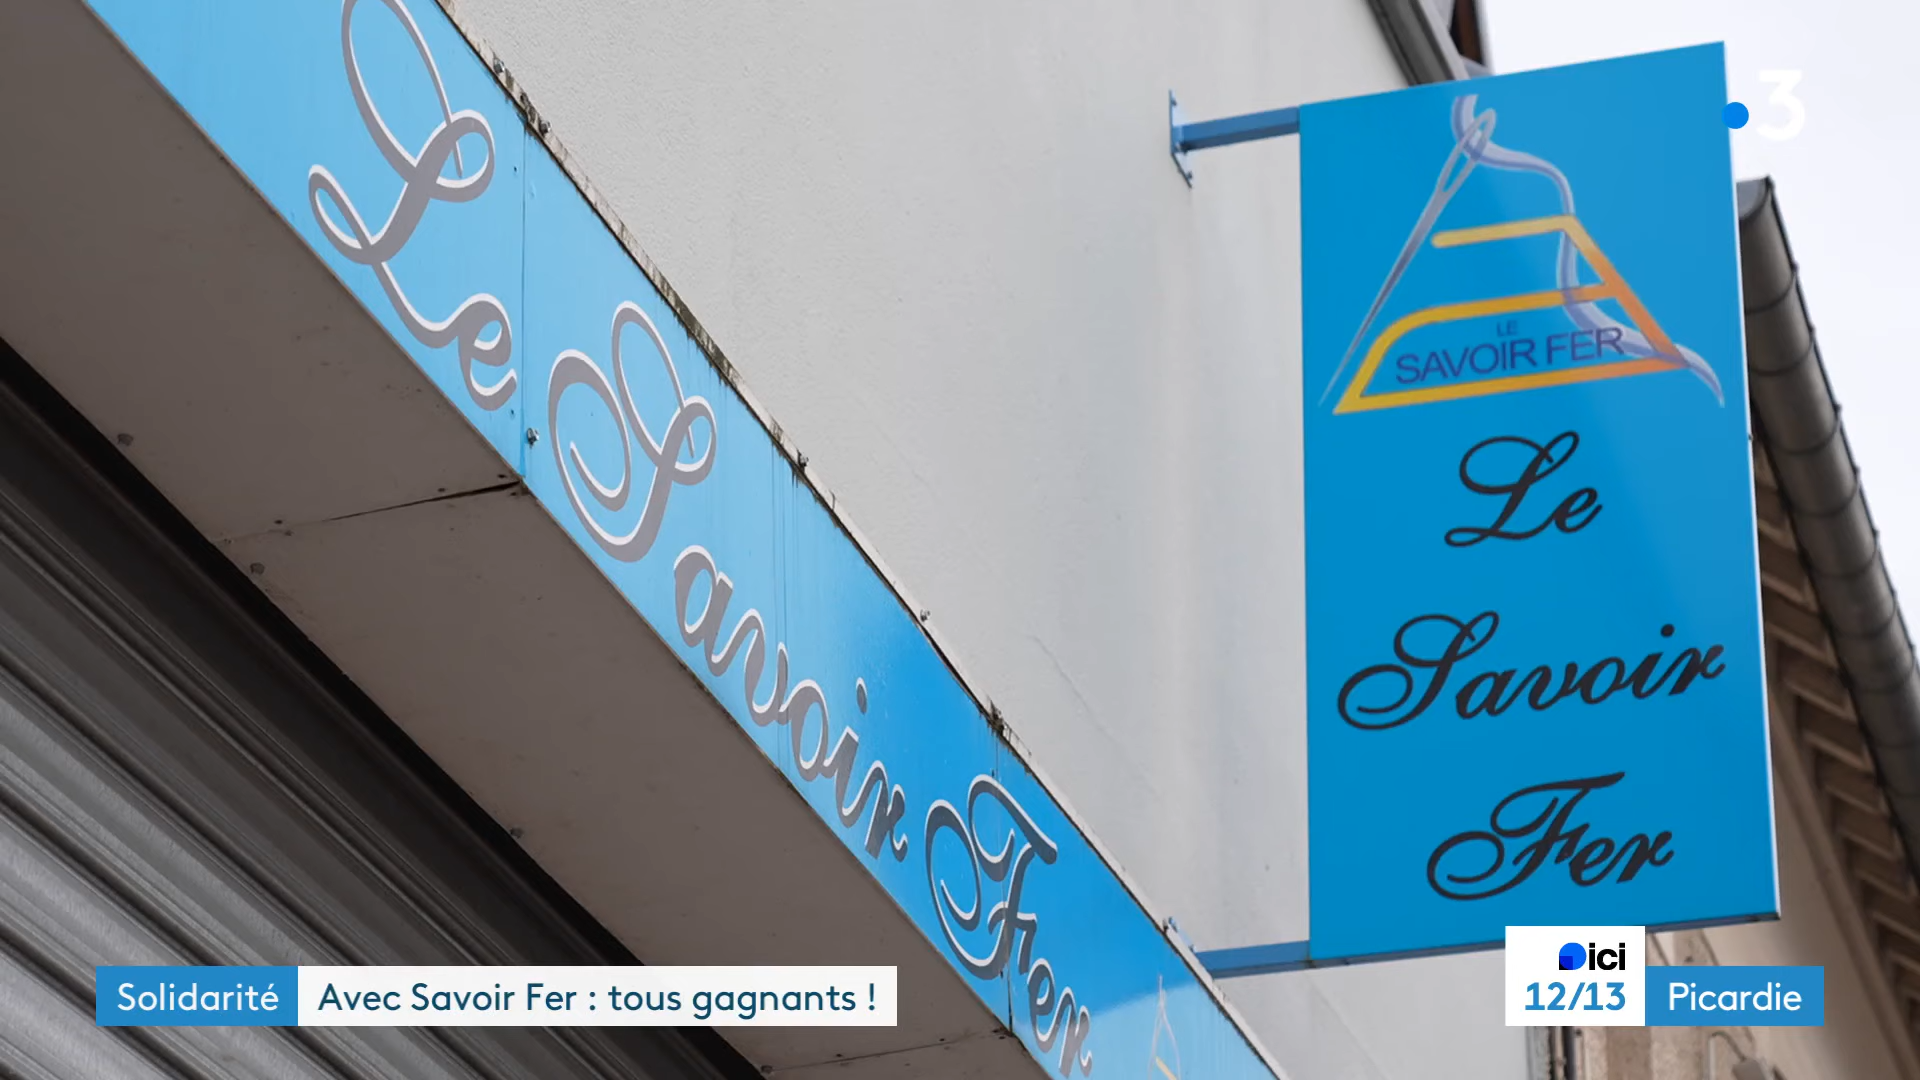 Le Savoir Fer
3
LE
SAVOIR FER
Le
Savoir
Fer
ici
12/13
Picardie
Solidarité
Avec Savoir Fer : tous gagnants !